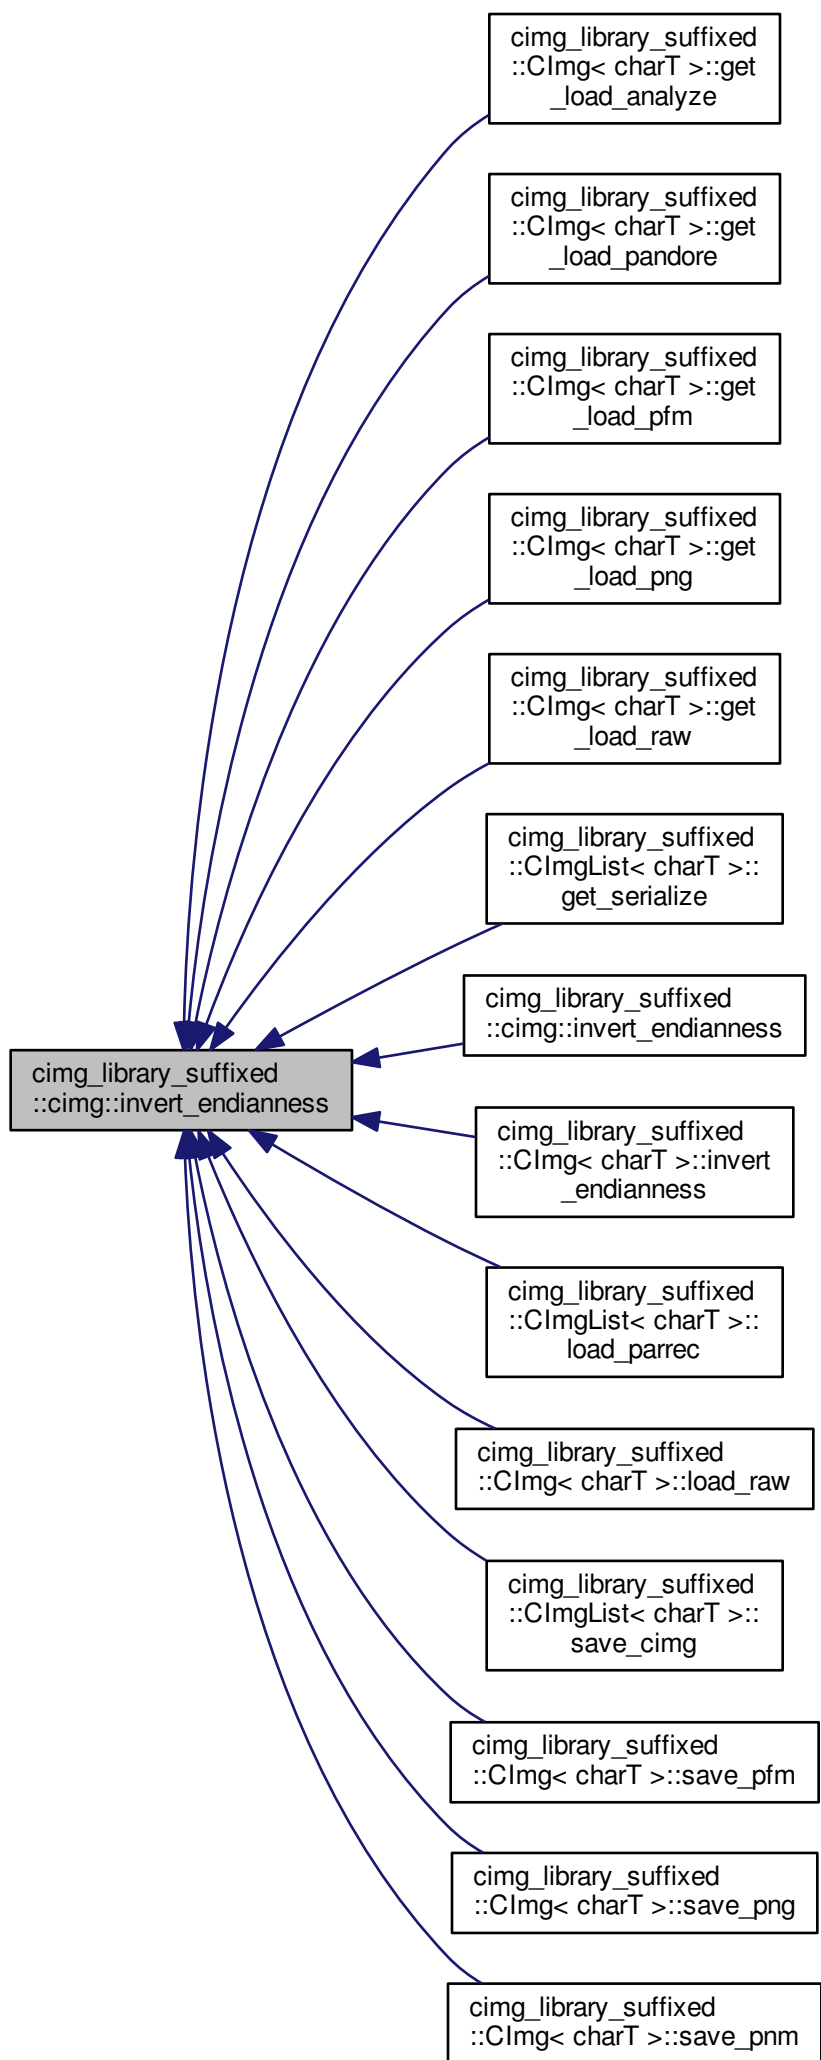 cimg_library_suffixed
::CImg< charT >::get
_load_analyze
cimg_library_suffixed
::CImg< charT >::get
_load_pandore
cimg_library_suffixed
::CImg< charT >::get
_load_pfm
cimg_library_suffixed
::CImg< charT >::get
_load_png
cimg_library_suffixed
::CImg< charT >::get
_load_raw
cimg_library_suffixed
::CImgList< charT >::
get_serialize
cimg_library_suffixed
::cimg::invert_endianness
cimg_library_suffixed
::cimg::invert_endianness
cimg_library_suffixed
::CImg< charT >::invert
_endianness
cimg_library_suffixed
::CImgList< charT >::
load_parrec
cimg_library_suffixed
::CImg< charT >::load_raw
cimg_library_suffixed
::CImgList< charT >::
save_cimg
cimg_library_suffixed
::CImg< charT >::save_pfm
cimg_library_suffixed
::CImg< charT >::save_png
cimg_library_suffixed
::CImg< charT >::save_pnm